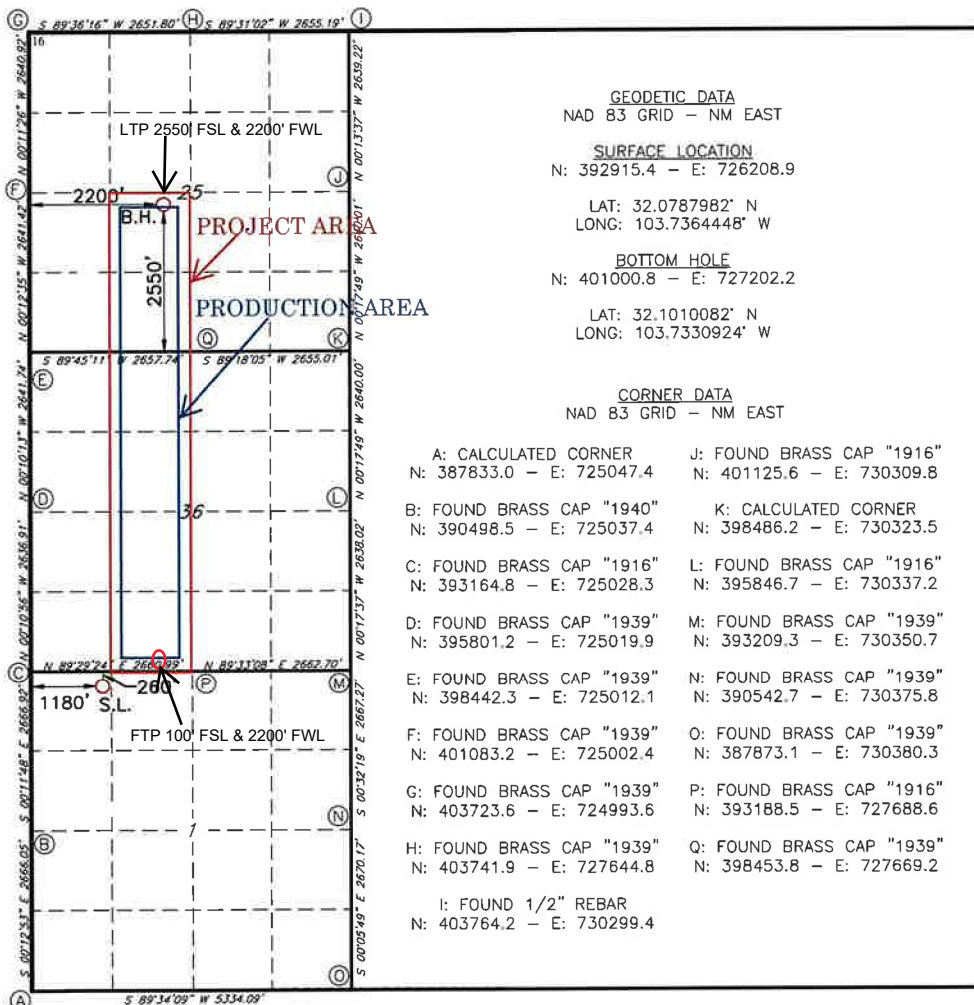 G S 89°36'16" W 2651.80' H S 89°31'02" W 2655.19' I
16
N 00°11'26" W 2640.92'
N 00°13'37" W 2639.22'
LTP 2550' FSL & 2200' FWL
F
J
2200'
25
B.H.
PROJECT AREA
2550'
N 00°12'35" W 2641.42'
PRODUCTION AREA
Q
K
S 89°45'11" W 2657.74' S 89°18'05" W 2655.01'
E
N 00°10'13" W 2641.74'
N 00°17'49" W 2640.00'
D
36
L
N 00°10'56" W 2636.91'
N 00°17'37" W 2638.02'
N 89°29'24" E N 89°33'08" E 2662.70'
C
P
M
260'
1180' S.L.
FTP 100' FSL & 2200' FWL
S 00°11'48" E 2666.92'
S 00°32'19" E 2667.27'
N
B
1
S 00°12'53" E 2666.05'
S 00°05'49" E 2670.17'
O
A S 89°34'09" W 5334.09'
GEODETIC DATA
NAD 83 GRID – NM EAST
SURFACE LOCATION
N: 392915.4 – E: 726208.9
LAT: 32.0787982° N
LONG: 103.7364448° W
BOTTOM HOLE
N: 401000.8 – E: 727202.2
LAT: 32.1010082° N
LONG: 103.7330924° W
CORNER DATA
NAD 83 GRID – NM EAST
A: CALCULATED CORNER
N: 387833.0 – E: 725047.4
B: FOUND BRASS CAP "1940"
N: 390498.5 – E: 725037.4
C: FOUND BRASS CAP "1916"
N: 393164.8 – E: 725028.3
D: FOUND BRASS CAP "1939"
N: 395801.2 – E: 725019.9
E: FOUND BRASS CAP "1939"
N: 398442.3 – E: 725012.1
F: FOUND BRASS CAP "1939"
N: 401083.2 – E: 725002.4
G: FOUND BRASS CAP "1939"
N: 403723.6 – E: 724993.6
H: FOUND BRASS CAP "1939"
N: 403741.9 – E: 727644.8
I: FOUND 1/2" REBAR
N: 403764.2 – E: 730299.4
J: FOUND BRASS CAP "1916"
N: 401125.6 – E: 730309.8
K: CALCULATED CORNER
N: 398486.2 – E: 730323.5
L: FOUND BRASS CAP "1916"
N: 395846.7 – E: 730337.2
M: FOUND BRASS CAP "1939"
N: 393209.3 – E: 730350.7
N: FOUND BRASS CAP "1939"
N: 390542.7 – E: 730375.8
O: FOUND BRASS CAP "1939"
N: 387873.1 – E: 730380.3
P: FOUND BRASS CAP "1916"
N: 393188.5 – E: 727688.6
Q: FOUND BRASS CAP "1939"
N: 398453.8 – E: 727669.2